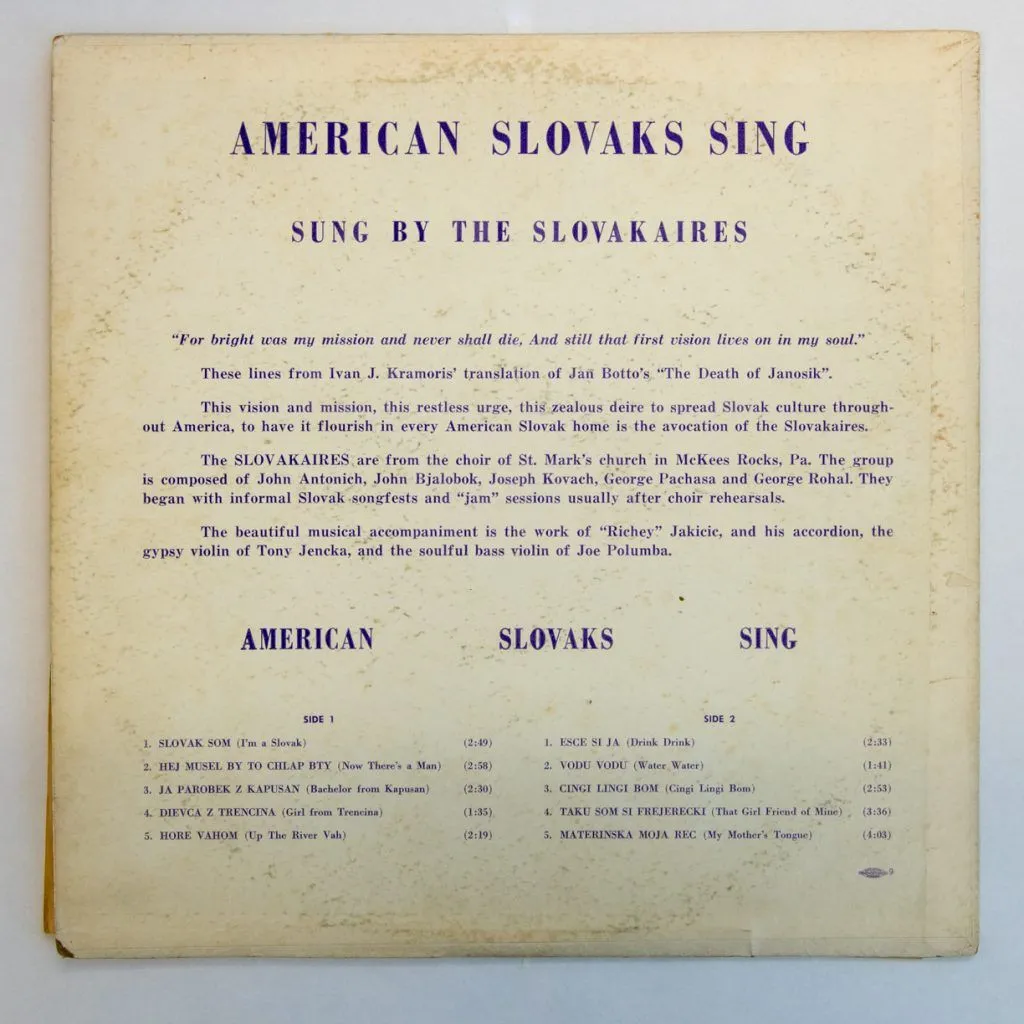 AMERICAN SLOVAKS SING
SUNG BY THE SLOVAKAIRES
"For bright was my mission and never shall die, And still that first vision lives on in my soul."
These lines from Ivan J. Kramoris' translation of Jan Botto's "The Death of Janosik".
This vision and mission, this restless urge, this zealous deire to spread Slovak culture through-
out America, to have it flourish in every American Slovak home is the avocation of the Slovakaires.
The SLOVAKAIRES are from the choir of St. Mark's church in McKees Rocks, Pa. The group
is composed of John Antonich, John Bjalobok, Joseph Kovach, George Pachasa and George Rohal. They
began with informal Slovak songfests and "jam" sessions usually after choir rehearsals.
The beautiful musical accompaniment is the work of "Richey" Jakicic, and his accordion, the
gypsy violin of Tony Jencka, and the soulful bass violin of Joe Polumba.
AMERICAN SLOVAKS SING
SIDE 1
1. SLOVAK SOM (I'm a Slovak) (2:49)
2. HEJ MUSEL BY TO CHLAP BTY (Now There's a Man) (2:58)
3. JA PAROBEK Z KAPUSAN (Bachelor from Kapusan) (2:30)
4. DIEVCA Z TRENCINA (Girl from Trencina) (1:35)
5. HORE VAHOM (Up The River Vah) (2:19)
SIDE 2
1. ESCE SI JA (Drink Drink) (2:33)
2. VODU VODU (Water Water) (1:41)
3. CINGI LINGI BOM (Cingi Lingi Bom) (2:53)
4. TAKU SOM SI FREJERECKI (That Girl Friend of Mine) (3:36)
5. MATERINSKA MOJA REC (My Mother's Tongue) (4:03)
9